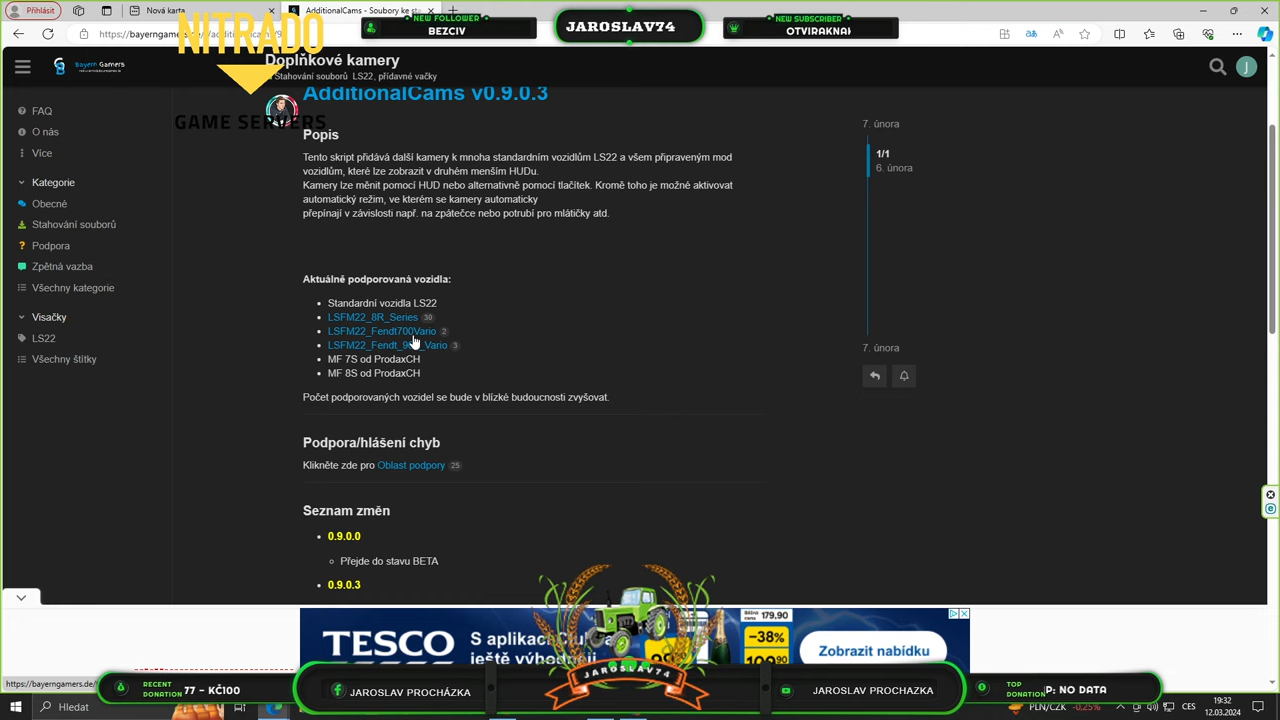 Přihlásit
Nová karta
AdditionalCams - Soubory ke sta
https://bayerngamers.de/
NITRADO
GAME SERVERS
NEW FOLLOWER
BEZCIV
JAROSLAV74
NEW SUBSCRIBER
OTVIRAKNAK
Bayern Gamers
Doplňkové kamery
Stahování souborů LS22, přídavné vačky
J
FAQ
O nás
Více
Kategorie
Obecné
Stahování souborů
Podpora
Zpětná vazba
Všechny kategorie
Visačky
LS22
Všechny štítky
AdditionalCams v0.9.0.3
Popis
Tento skript přidává další kamery k mnoha standardním vozidlům LS22 a všem připraveným mod
vozidlům, které lze zobrazit v druhém menším HUDu.
Kamery lze měnit pomocí HUD nebo alternativně pomocí tlačítek. Kromě toho je možné aktivovat
automatický režim, ve kterém se kamery automaticky
přepínají v závislosti např. na zpátečce nebo potrubí pro mlátičky atd.
Aktuálně podporovaná vozidla:
Standardní vozidla LS22
LSFM22_8R_Series 30
LSFM22_Fendt700Vario 2
LSFM22_Fendt_900_Vario 3
MF 7S od ProdaxCH
MF 8S od ProdaxCH
Počet podporovaných vozidel se bude v blízké budoucnosti zvyšovat.
Podpora/hlášení chyb
Klikněte zde pro Oblast podpory 25
Seznam změn
0.9.0.0
Přejde do stavu BETA
0.9.0.3
7. února
1/1
6. února
7. února
TESCO
S aplikací Clu
ještě výhodněj
179,90
-38%
Zobrazit nabídku
JAROSLAV74
https://bayerngamers.de/
RECENT
DONATION
77 - KČ100
JAROSLAV PROCHÁZKA
JAROSLAV PROCHAZKA
TOP
DONATION
P: NO DATA
Hledat
PLN/CZK -0,25%
CES
19:32
12.03.2024